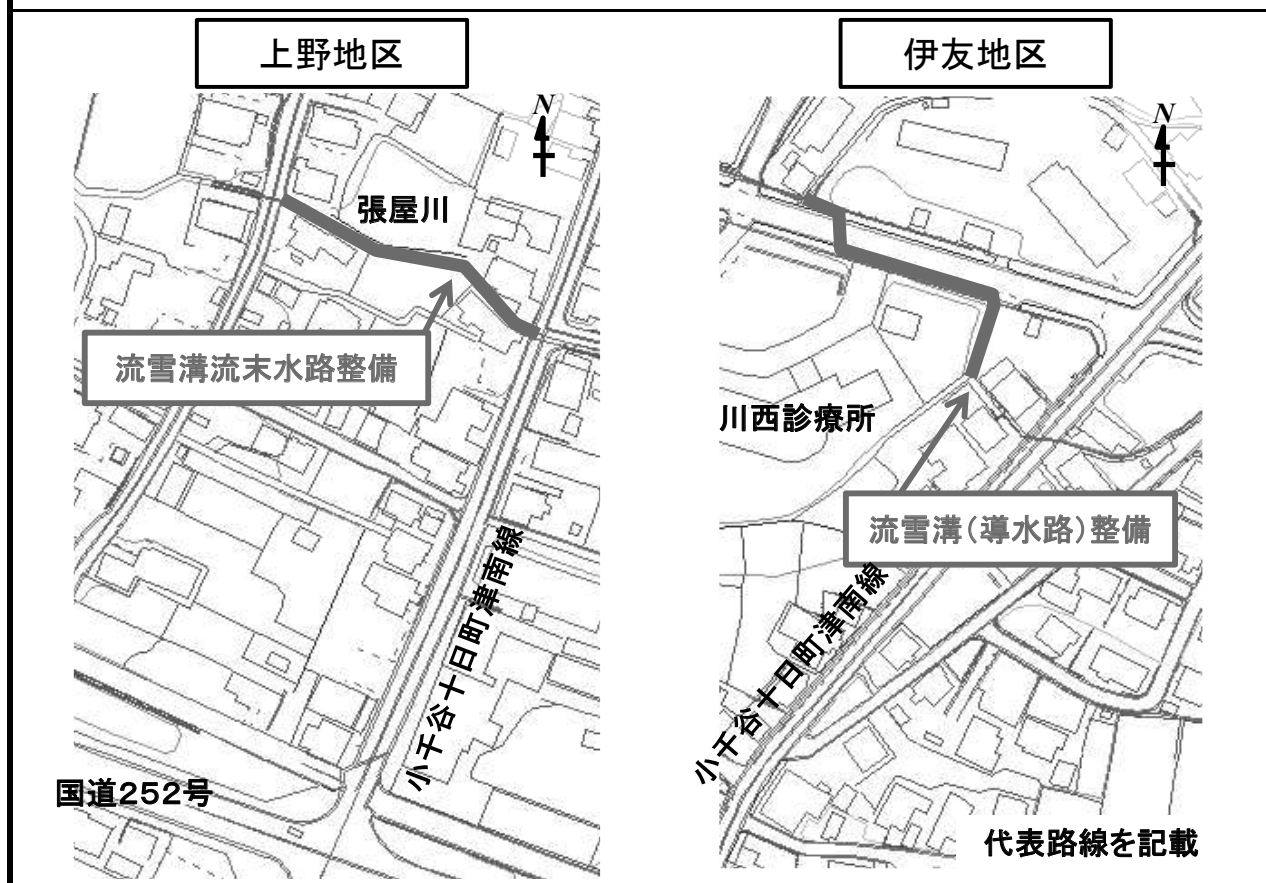 上野地区
N
張屋川
流雪溝流末水路整備
小千谷十日町津南線
国道252号
伊友地区
N
川西診療所
流雪溝(導水路)整備
小千谷十日町津南線
代表路線を記載